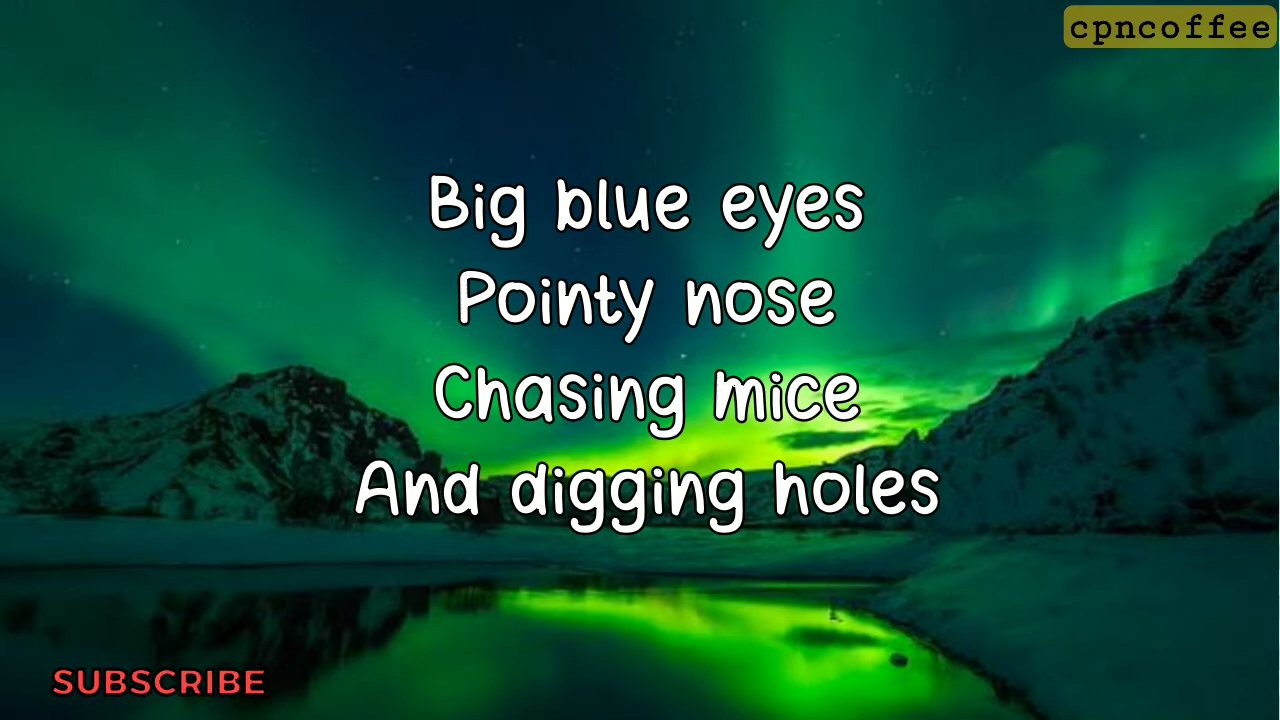 cpncoffee
Big blue eyes
Pointy nose
Chasing mice
And digging holes
SUBSCRIBE